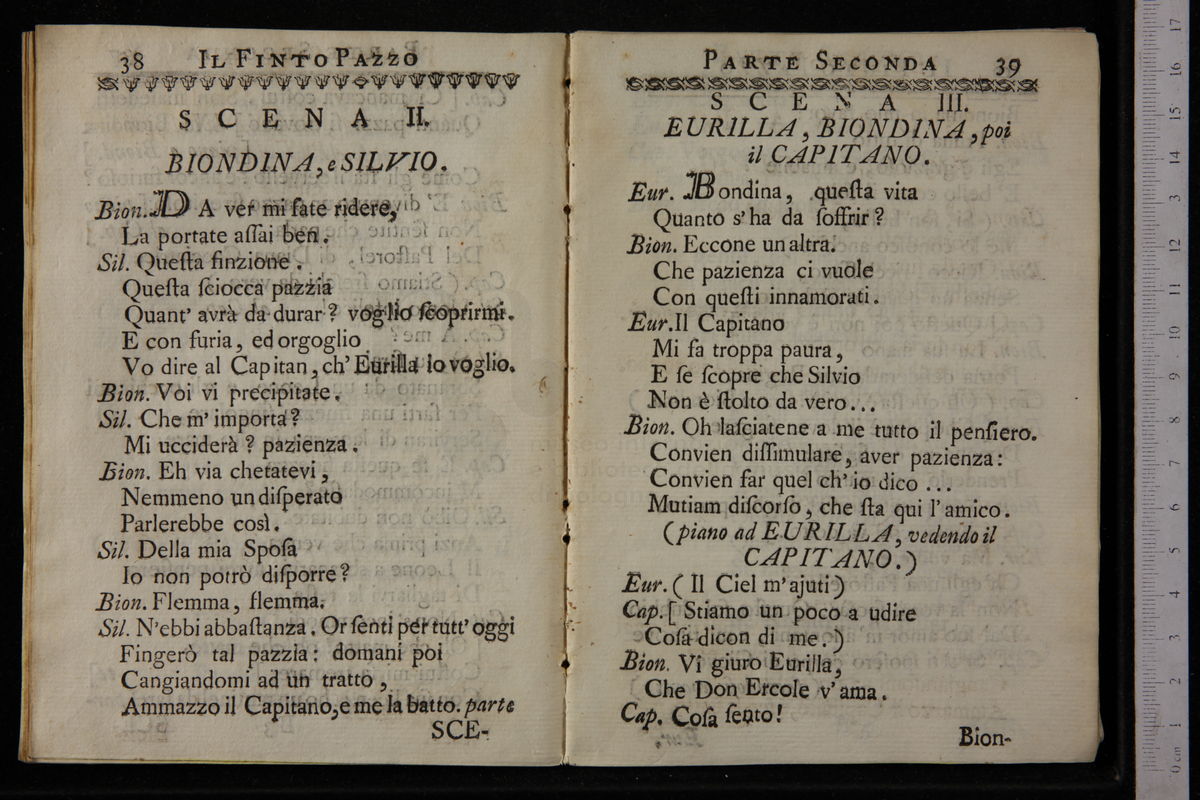 38 IL FINTO PAZZO
SCENA II.
BIONDINA, e SILVIO.
Bion. DA ver mi fate ridere,
La portate aſſai ben.
Sil. Queſta finzione.
Queſta ſciocca pazzia
Quant' avrà da durar? voglio ſcoprirmi.
E con furia, ed orgoglio
Vo dire al Capitan, ch' Eurilla io voglio.
Bion. Voi vi precipitate.
Sil. Che m' importa?
Mi ucciderà? pazienza.
Bion. Eh via chetatevi,
Nemmeno un diſperato
Parlerebbe così.
Sil. Della mia Spoſa
Io non potrò diſporre?
Bion. Flemma, flemma.
Sil. N'ebbi abbaſtanza. Or ſenti per tutt' oggi
Fingerò tal pazzia: domani poi
Cangiandomi ad un tratto,
Ammazzo il Capitano, e me la batto. parte
SCE-
PARTE SECONDA 39
SCENA III.
EURILLA, BIONDINA, poi
il CAPITANO.
Eur. Bondina, queſta vita
Quanto s' ha da ſoffrir?
Bion. Eccone un altra.
Che pazienza ci vuole
Con queſti innamorati.
Eur. Il Capitano
Mi fa troppa paura,
E ſe ſcopre che Silvio
Non è ſtolto da vero...
Bion. Oh laſciatene a me tutto il penſiero.
Convien diſſimulare, aver pazienza:
Convien far quel ch' io dico ...
Mutiam diſcorſo, che ſta qui l' amico.
(piano ad EURILLA, vedendo il
CAPITANO.)
Eur. ( Il Ciel m' ajuti )
Cap. [ Stiamo un poco a udire
Coſa dicon di me. )
Bion. Vi giuro Eurilla,
Che Don Ercole v' ama.
Cap. Coſa ſento!
Bion-